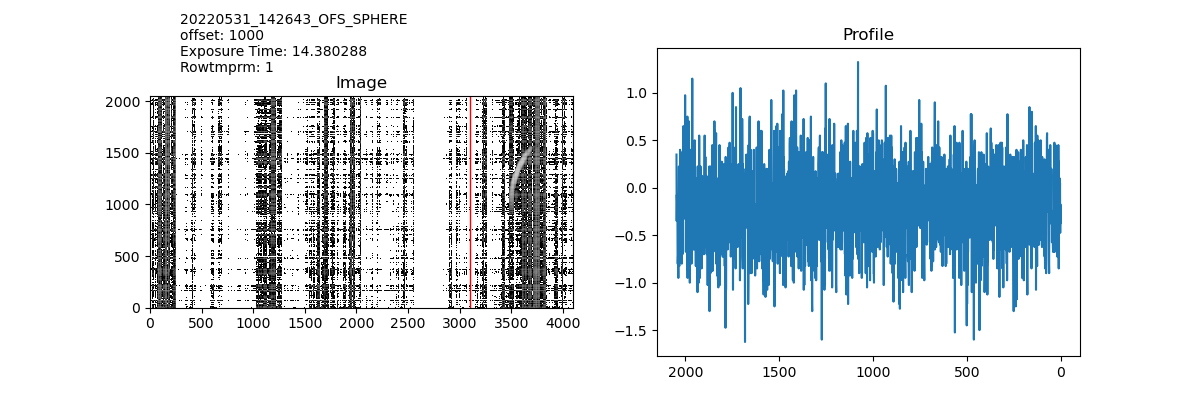 20220531_142643_OFS_SPHERE
offset: 1000
Exposure Time: 14.380288
Rowtmprm: 1
Image
2000
1500
1000
500
0
0 500 1000 1500 2000 2500 3000 3500 4000
Profile
1.0
0.5
0.0
−0.5
−1.0
−1.5
2000 1500 1000 500 0